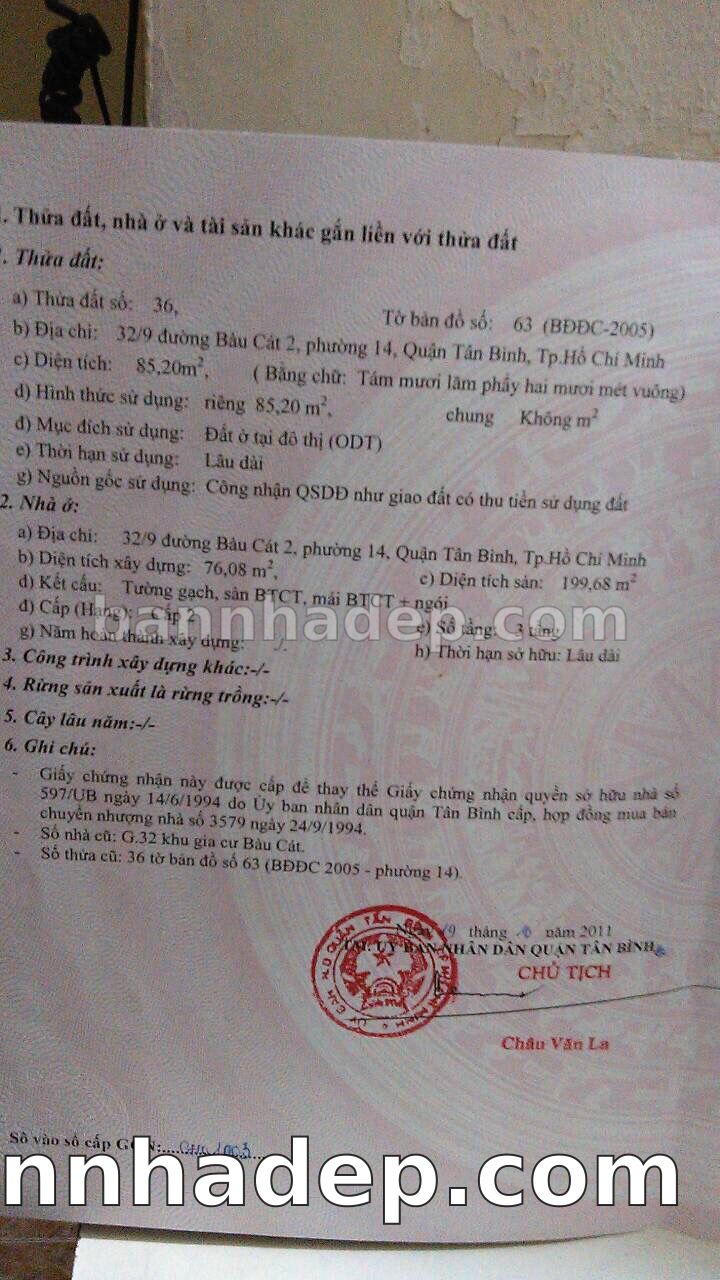 . Thửa đất, nhà ở và tài sản khác gắn liền với thửa đất
. Thửa đất:
a) Thửa đất số: 36, Tờ bản đồ số: 63 (BĐĐC-2005)
b) Địa chỉ: 32/9 đường Bàu Cát 2, phường 14, Quận Tân Bình, Tp.Hồ Chí Minh
c) Diện tích: 85,20m², ( Bằng chữ: Tám mươi lăm phẩy hai mươi mét vuông)
d) Hình thức sử dụng: riêng 85,20 m², chung Không m²
đ) Mục đích sử dụng: Đất ở tại đô thị (ODT)
e) Thời hạn sử dụng: Lâu dài
g) Nguồn gốc sử dụng: Công nhận QSDĐ như giao đất có thu tiền sử dụng đất
2. Nhà ở:
a) Địa chỉ: 32/9 đường Bàu Cát 2, phường 14, Quận Tân Bình, Tp.Hồ Chí Minh
b) Diện tích xây dựng: 76,08 m², c) Diện tích sàn: 199,68 m²
d) Kết cấu: Tường gạch, sàn BTCT, mái BTCT + ngói
đ) Cấp (Hạng): Cấp 2 e) Số tầng: 3 tầng
bannhadep.com
g) Năm hoàn thành xây dựng: -/- h) Thời hạn sở hữu: Lâu dài
3. Công trình xây dựng khác:-/-
4. Rừng sản xuất là rừng trồng:-/-
5. Cây lâu năm:-/-
6. Ghi chú:
- Giấy chứng nhận này được cấp để thay thế Giấy chứng nhận quyền sở hữu nhà số
597/UB ngày 14/6/1994 do Ủy ban nhân dân quận Tân Bình cấp, hợp đồng mua bán
chuyển nhượng nhà số 3579 ngày 24/9/1994.
- Số nhà cũ: G.32 khu gia cư Bàu Cát.
- Số thửa cũ: 36 tờ bản đồ số 63 (BĐĐC 2005 - phường 14).
Ngày 19 tháng năm 2011
TM. ỦY BAN NHÂN DÂN QUẬN TÂN BÌNH
CHỦ TỊCH
Châu Văn La
Số vào sổ cấp GCN:
nnhadep.com